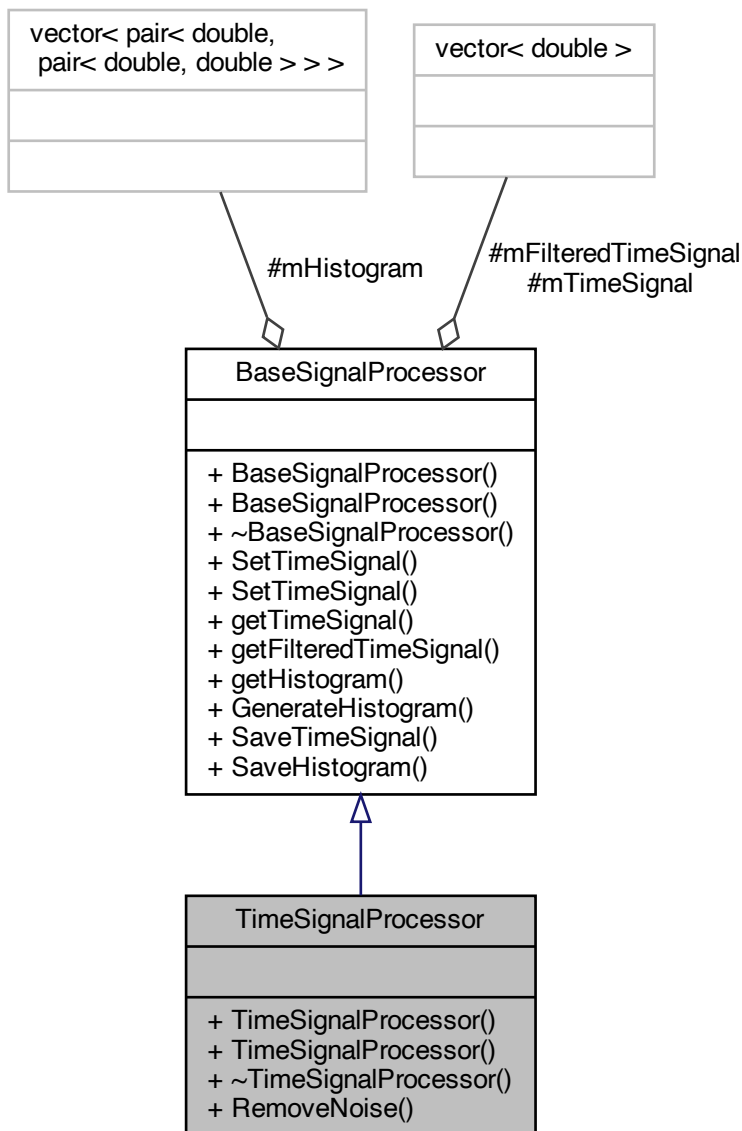 vector< pair< double,
pair< double, double > > >
vector< double >
#mHistogram
#mFilteredTimeSignal
#mTimeSignal
BaseSignalProcessor
+ BaseSignalProcessor()
+ BaseSignalProcessor()
+ ~BaseSignalProcessor()
+ SetTimeSignal()
+ SetTimeSignal()
+ getTimeSignal()
+ getFilteredTimeSignal()
+ getHistogram()
+ GenerateHistogram()
+ SaveTimeSignal()
+ SaveHistogram()
TimeSignalProcessor
+ TimeSignalProcessor()
+ TimeSignalProcessor()
+ ~TimeSignalProcessor()
+ RemoveNoise()